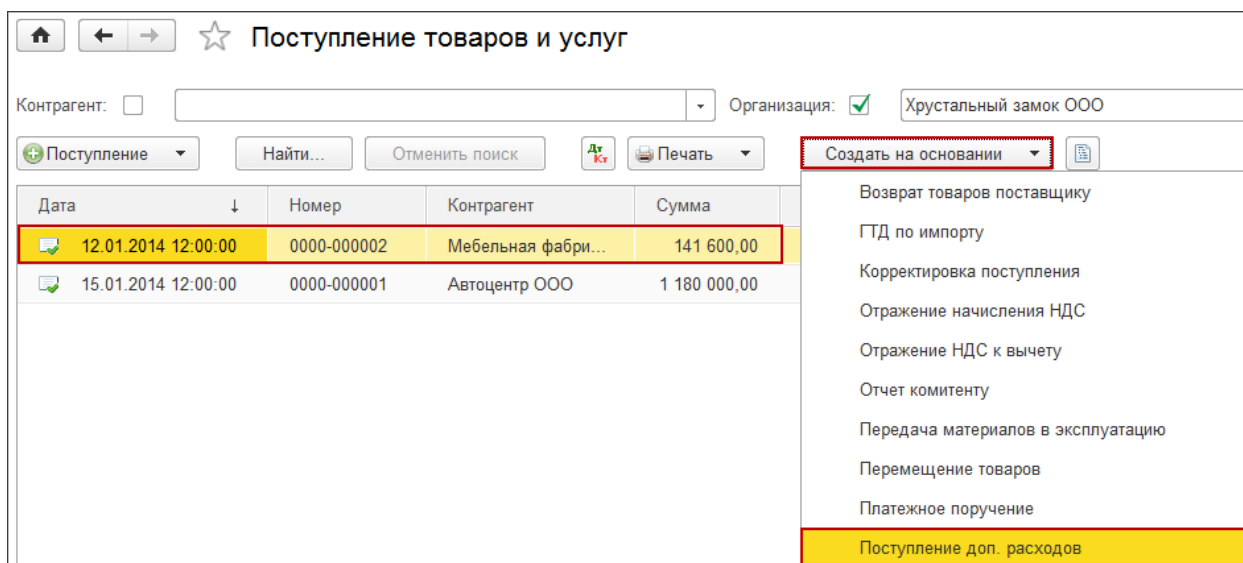 Поступление товаров и услуг
Контрагент: Организация: Хрустальный замок ООО
Поступление Найти... Отменить поиск Дт Кт Печать Создать на основании
Дата ↓ Номер Контрагент Сумма
12.01.2014 12:00:00 0000-000002 Мебельная фабри... 141 600,00
15.01.2014 12:00:00 0000-000001 Автоцентр ООО 1 180 000,00
Возврат товаров поставщику
ГТД по импорту
Корректировка поступления
Отражение начисления НДС
Отражение НДС к вычету
Отчет комитенту
Передача материалов в эксплуатацию
Перемещение товаров
Платежное поручение
Поступление доп. расходов